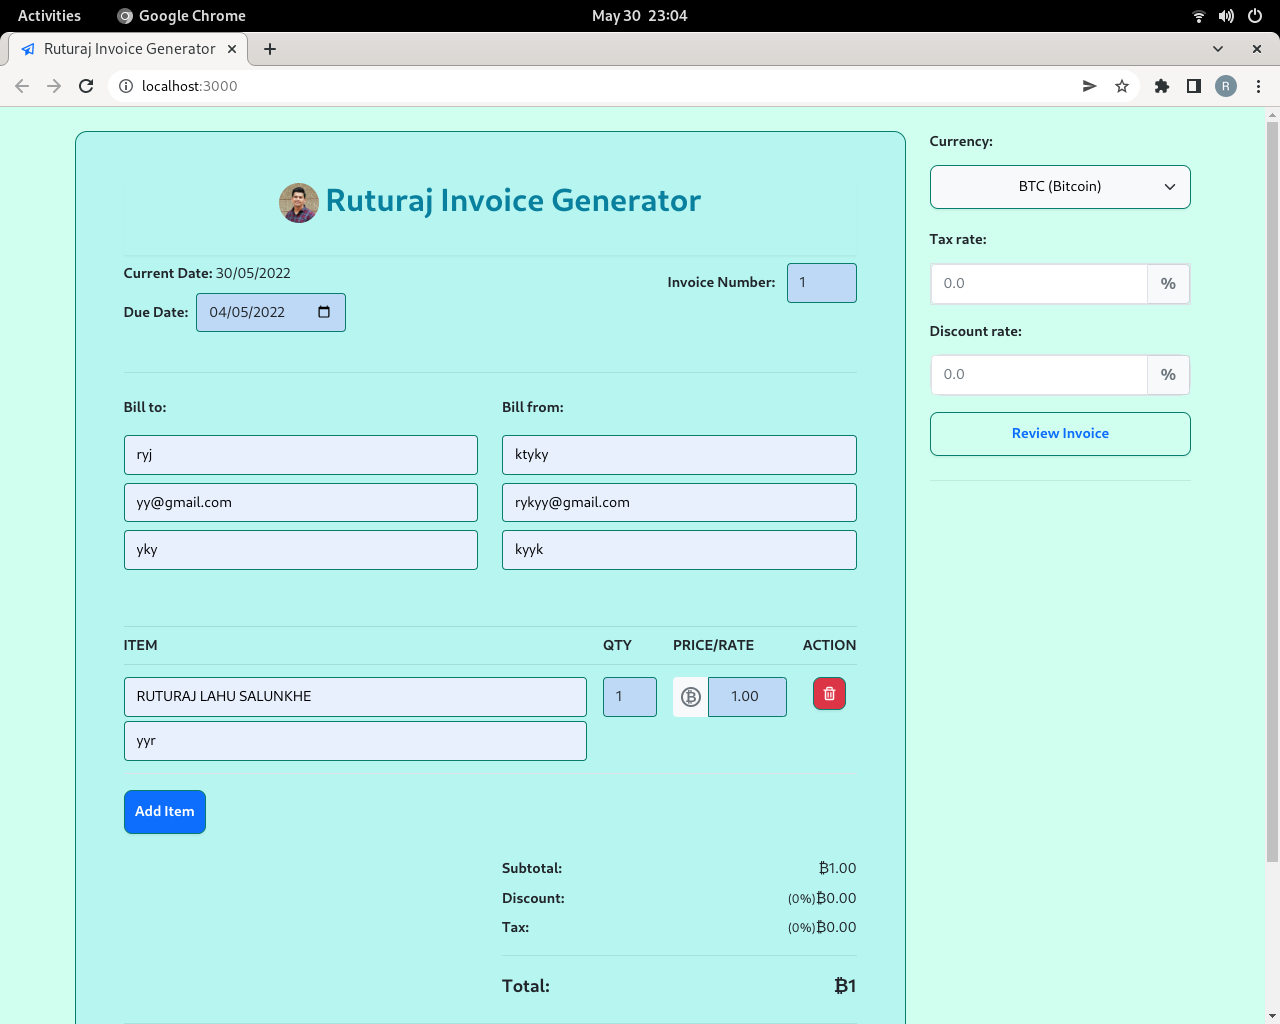 Activities
Google Chrome
May 30 23:04
Ruturaj Invoice Generator
localhost:3000
R
Ruturaj Invoice Generator
Current Date: 30/05/2022
Invoice Number: 1
Due Date: 04/05/2022
Bill to:
Bill from:
ryj
ktyky
yy@gmail.com
rykyy@gmail.com
yky
kyyk
ITEM QTY PRICE/RATE ACTION
RUTURAJ LAHU SALUNKHE 1 1.00
yyr
Add Item
Subtotal: ₿1.00
Discount: (0%)₿0.00
Tax: (0%)₿0.00
Total: ₿1
Currency:
BTC (Bitcoin)
Tax rate:
0.0 %
Discount rate:
0.0 %
Review Invoice